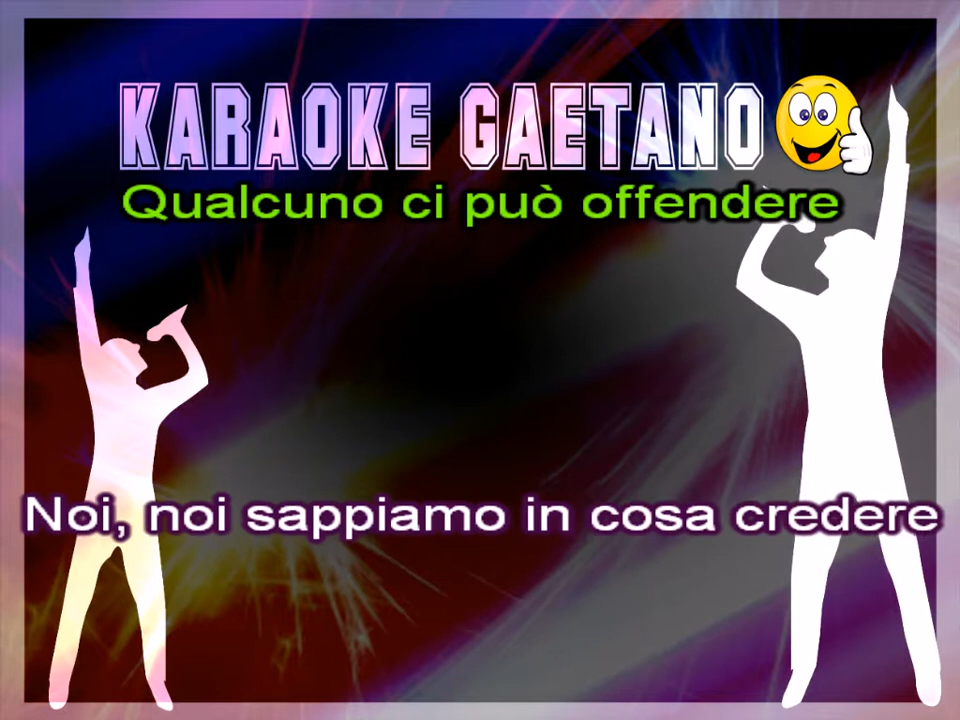 KARAOKE GAETANO
Qualcuno ci può offendere
Noi, noi sappiamo in cosa credere